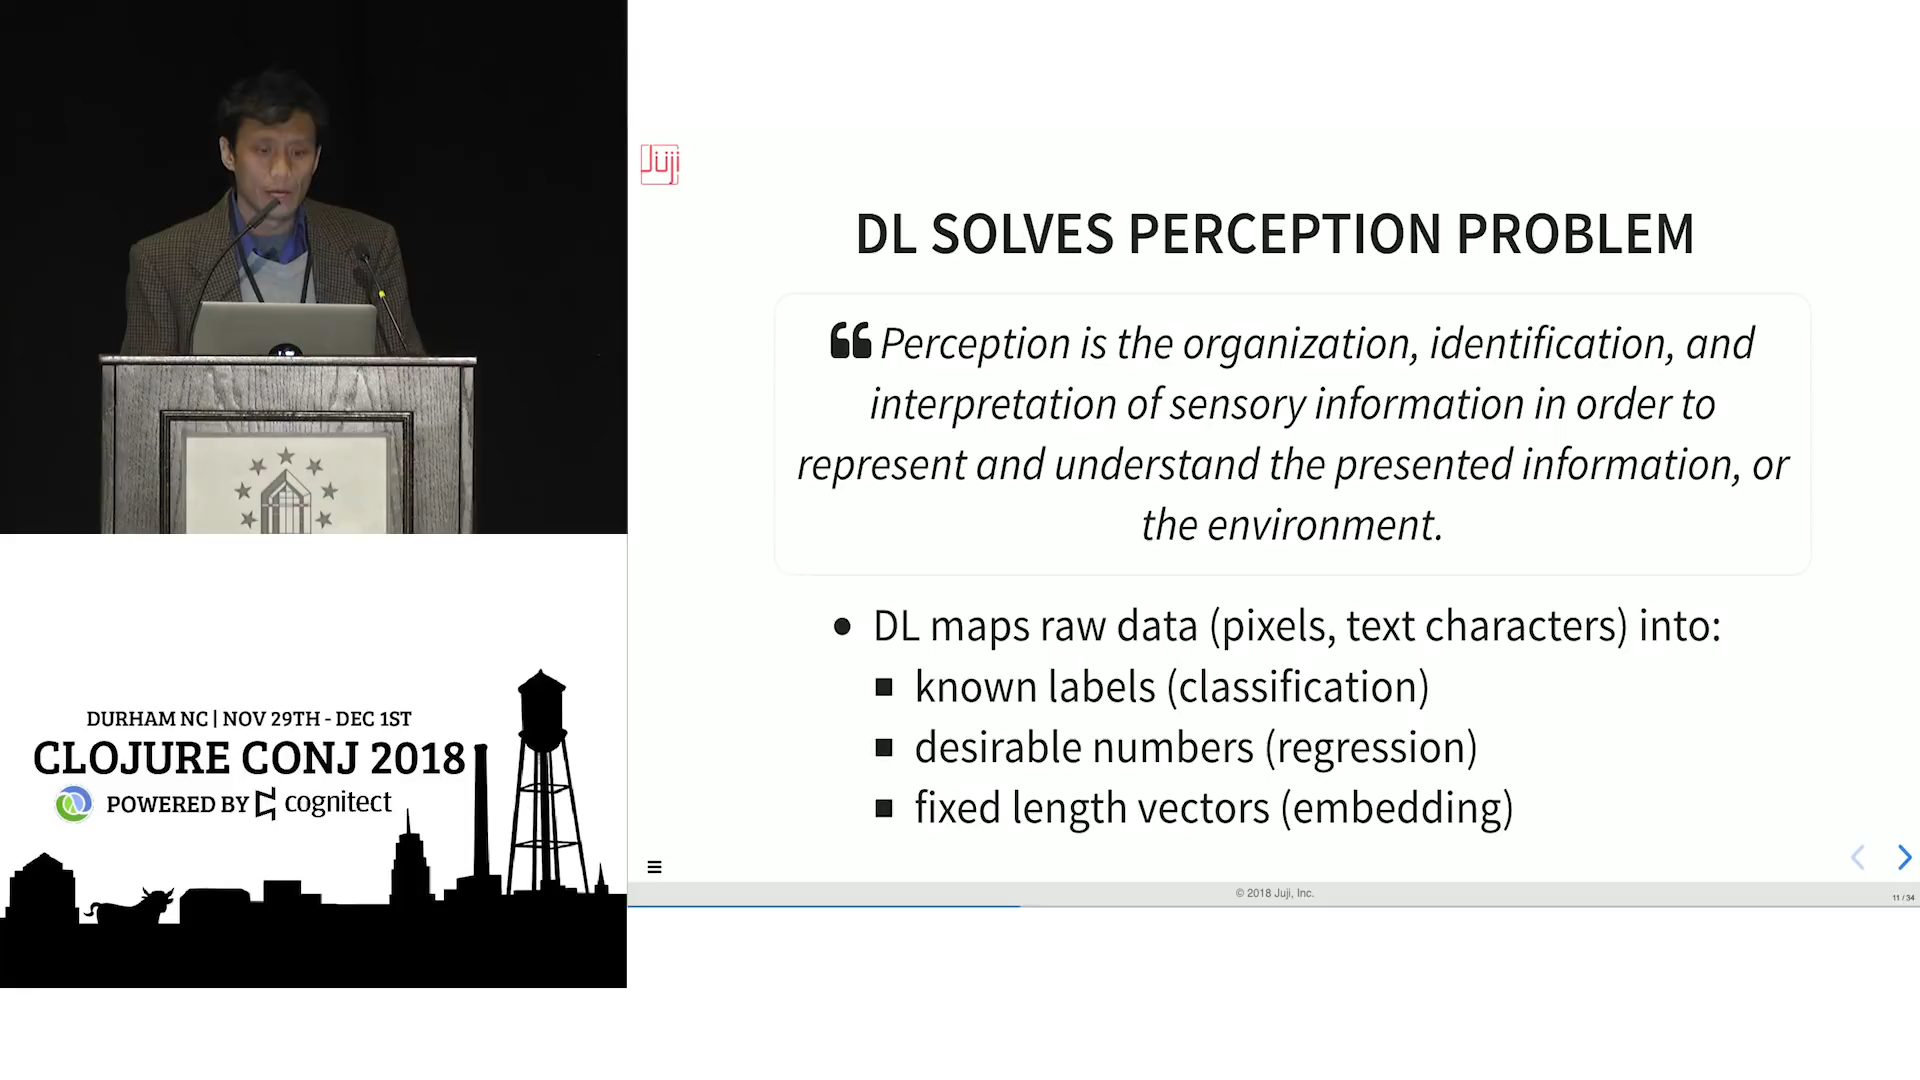 Juji
DL SOLVES PERCEPTION PROBLEM
❝ Perception is the organization, identification, and
interpretation of sensory information in order to
represent and understand the presented information, or
the environment.
• DL maps raw data (pixels, text characters) into:
▪ known labels (classification)
▪ desirable numbers (regression)
▪ fixed length vectors (embedding)
© 2018 Juji, Inc.
11 / 34
DURHAM NC | NOV 29TH - DEC 1ST
CLOJURE CONJ 2018
POWERED BY cognitect